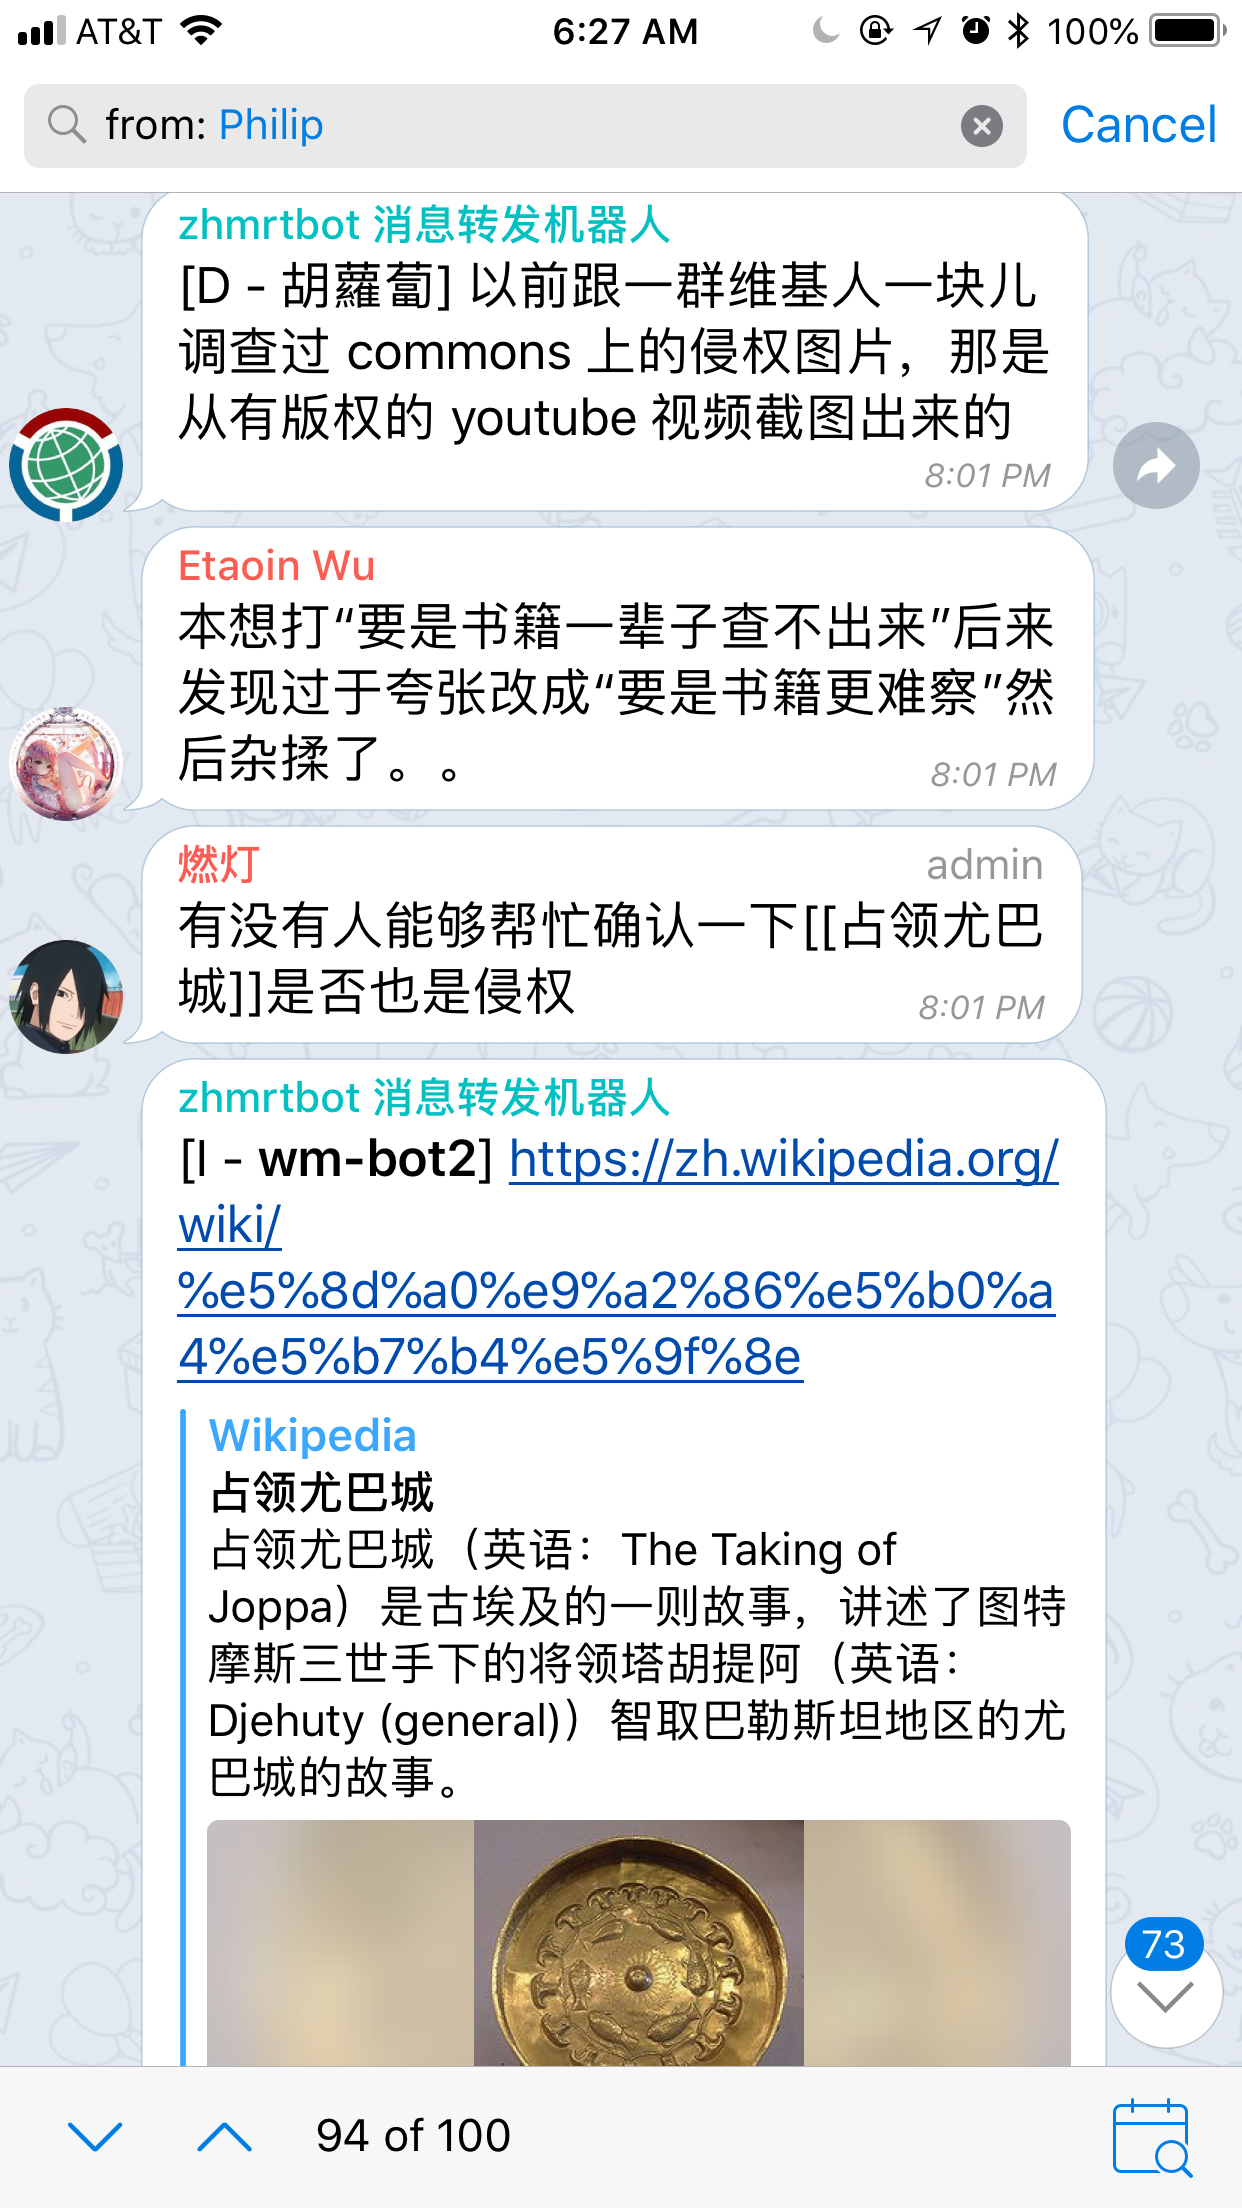 AT&T 6:27 AM 100%
from: Philip Cancel
zhmrtbot 消息转发机器人
[D - 胡蘿蔔] 以前跟一群维基人一块儿
调查过 commons 上的侵权图片，那是
从有版权的 youtube 视频截图出来的
8:01 PM
Etaoin Wu
本想打“要是书籍一辈子查不出来”后来
发现过于夸张改成“要是书籍更难察”然
后杂揉了。。
8:01 PM
燃灯 admin
有没有人能够帮忙确认一下[[占领尤巴
城]]是否也是侵权
8:01 PM
zhmrtbot 消息转发机器人
[I - wm-bot2] https://zh.wikipedia.org/
wiki/
%e5%8d%a0%e9%a2%86%e5%b0%a
4%e5%b7%b4%e5%9f%8e
Wikipedia
占领尤巴城
占领尤巴城（英语：The Taking of
Joppa）是古埃及的一则故事，讲述了图特
摩斯三世手下的将领塔胡提阿（英语：
Djehuty (general)）智取巴勒斯坦地区的尤
巴城的故事。
73
94 of 100